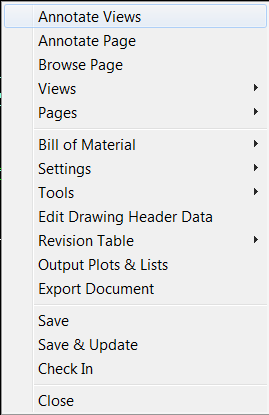 Annotate Views
Annotate Page
Browse Page
Views
Pages
Bill of Material
Settings
Tools
Edit Drawing Header Data
Revision Table
Output Plots & Lists
Export Document
Save
Save & Update
Check In
Close